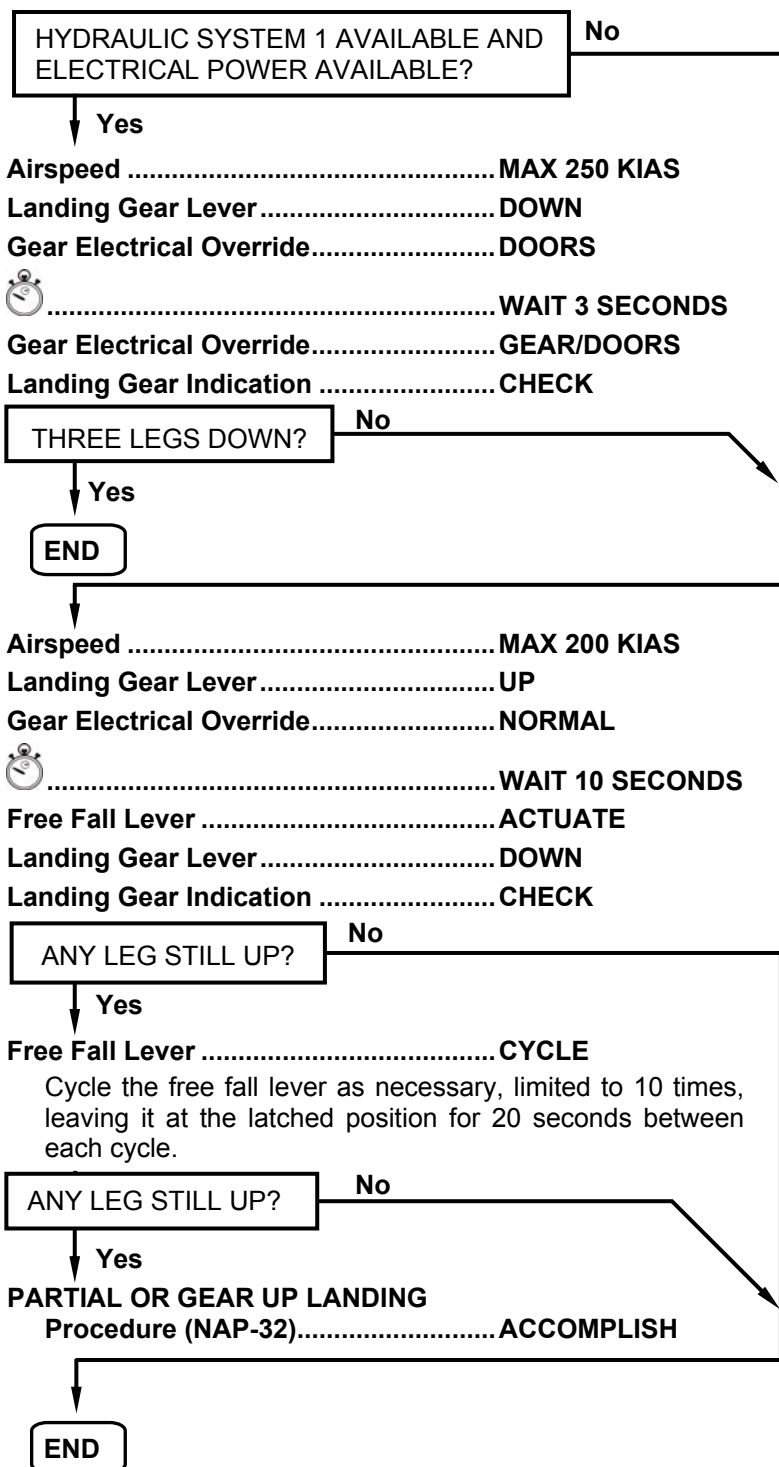 HYDRAULIC SYSTEM 1 AVAILABLE AND No
ELECTRICAL POWER AVAILABLE?
Yes
Airspeed ..................................................MAX 250 KIAS
Landing Gear Lever................................DOWN
Gear Electrical Override.........................DOORS
.............................................................WAIT 3 SECONDS
Gear Electrical Override.........................GEAR/DOORS
Landing Gear Indication ........................CHECK
THREE LEGS DOWN? No
Yes
END
Airspeed ..................................................MAX 200 KIAS
Landing Gear Lever................................UP
Gear Electrical Override.........................NORMAL
.............................................................WAIT 10 SECONDS
Free Fall Lever ........................................ACTUATE
Landing Gear Lever................................DOWN
Landing Gear Indication ........................CHECK
ANY LEG STILL UP? No
Yes
Free Fall Lever ........................................CYCLE
Cycle the free fall lever as necessary, limited to 10 times,
leaving it at the latched position for 20 seconds between
each cycle.
ANY LEG STILL UP? No
Yes
PARTIAL OR GEAR UP LANDING
Procedure (NAP-32)...........................ACCOMPLISH
END